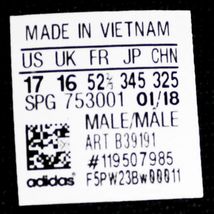 MADE IN VIETNAM
US UK FR JP CHN
17 16 52⅔ 345 325
SPG 753001 01/18
MALE/MALE
ART B39191
#119507985
adidas F5PW23BW00011